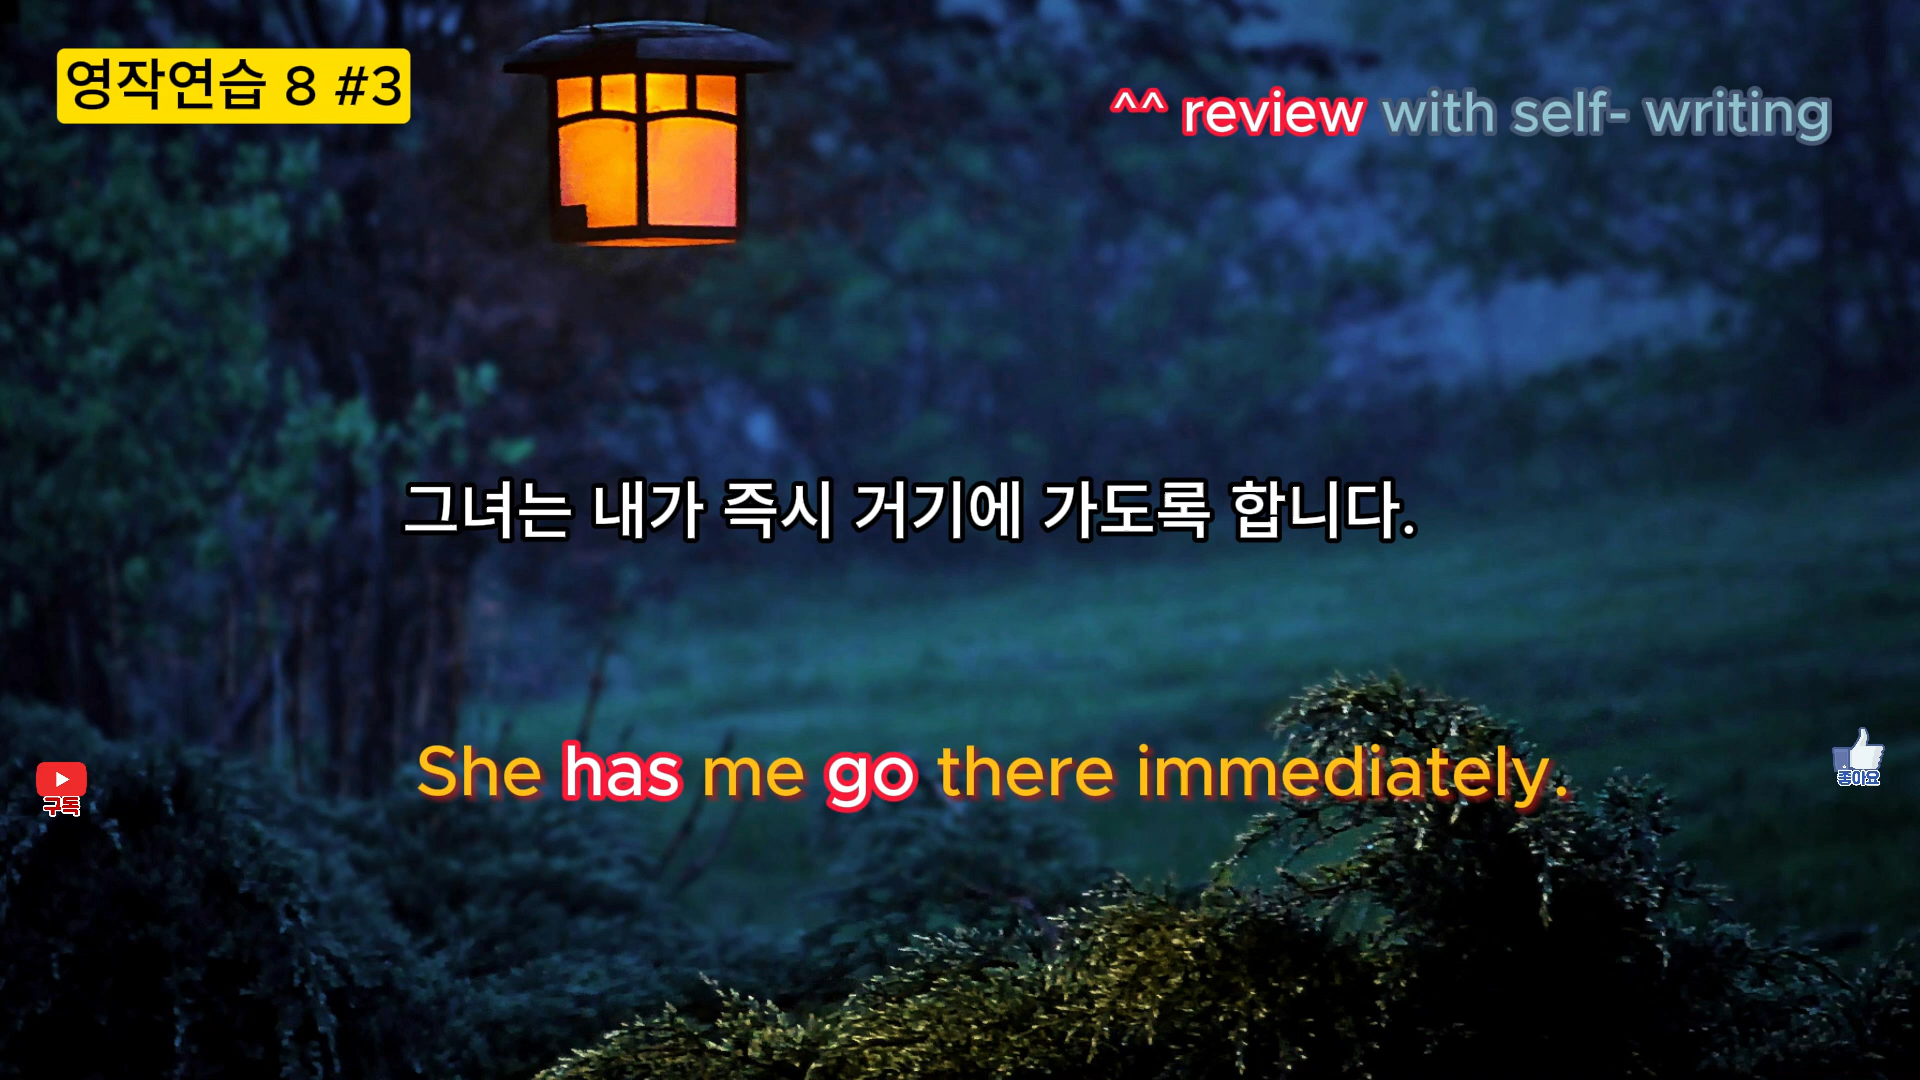 영작연습 8 #3
^^ review with self- writing
그녀는 내가 즉시 거기에 가도록 합니다.
She has me go there immediately.
구독
좋아요